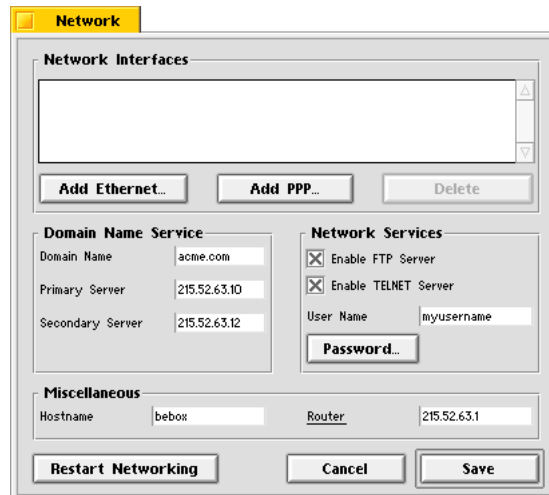 Network
Network Interfaces
Add Ethernet... Add PPP... Delete
Domain Name Service
Domain Name acme.com
Primary Server 215.52.63.10
Secondary Server 215.52.63.12
Network Services
Enable FTP Server
Enable TELNET Server
User Name myusername
Password...
Miscellaneous
Hostname bebox Router 215.52.63.1
Restart Networking Cancel Save